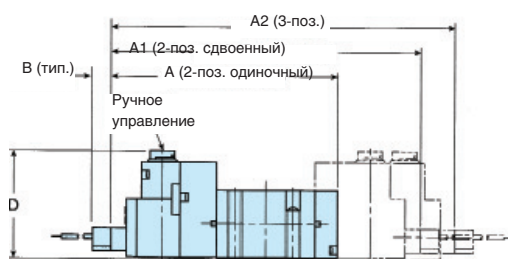 A2 (3-поз.)
A1 (2-поз. сдвоенный)
B (тип.)
A (2-поз. одиночный)
Ручное
управление
D